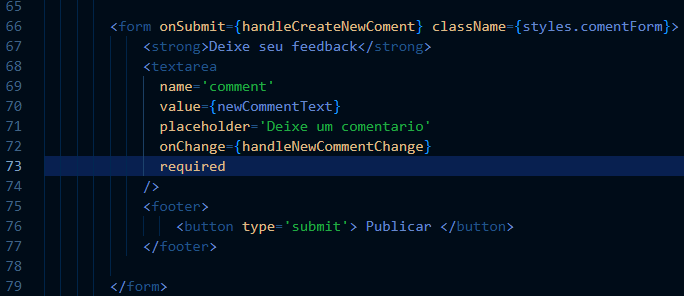 65
66 <form onSubmit={handleCreateNewComent} className={styles.comentForm}>
67 <strong>Deixe seu feedback</strong>
68 <textarea
69 name='comment'
70 value={newCommentText}
71 placeholder='Deixe um comentario'
72 onChange={handleNewCommentChange}
73 required
74 />
75 <footer>
76 <button type='submit'> Publicar </button>
77 </footer>
78
79 </form>